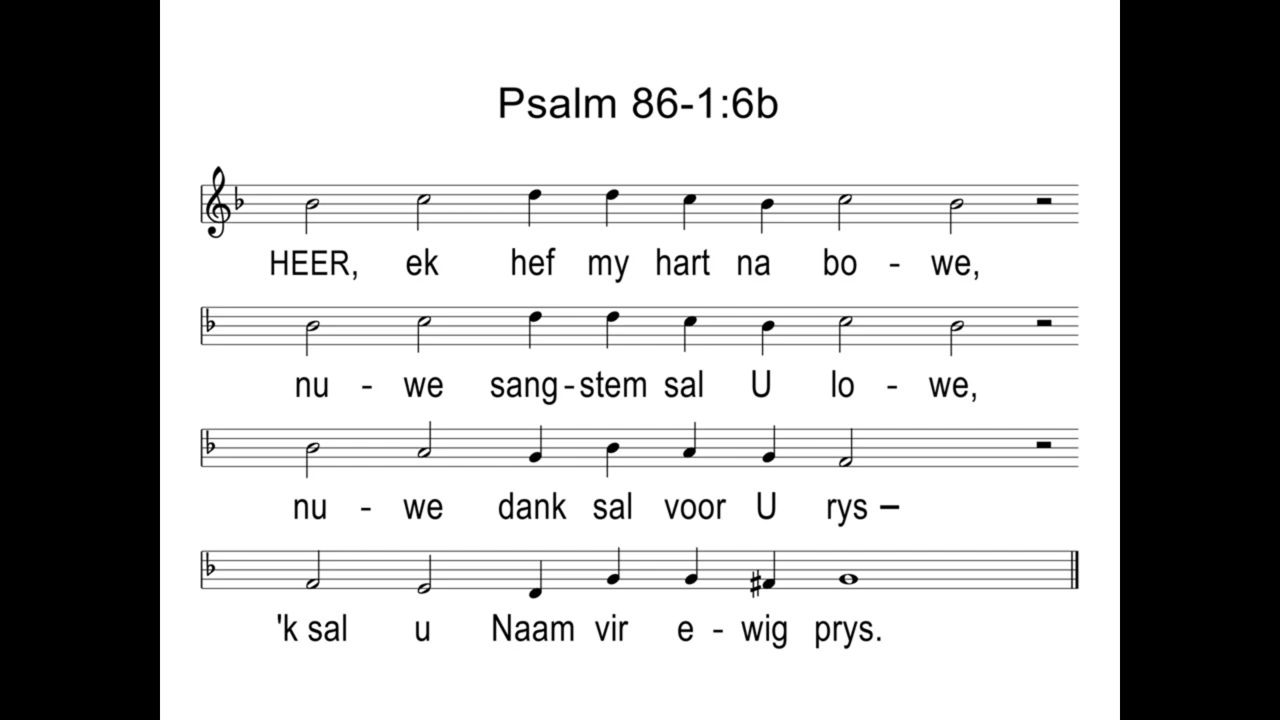 Psalm 86-1:6b
HEER, ek hef my hart na bo - we,
nu - we sang - stem sal U lo - we,
nu - we dank sal voor U rys –
'k sal u Naam vir e - wig prys.